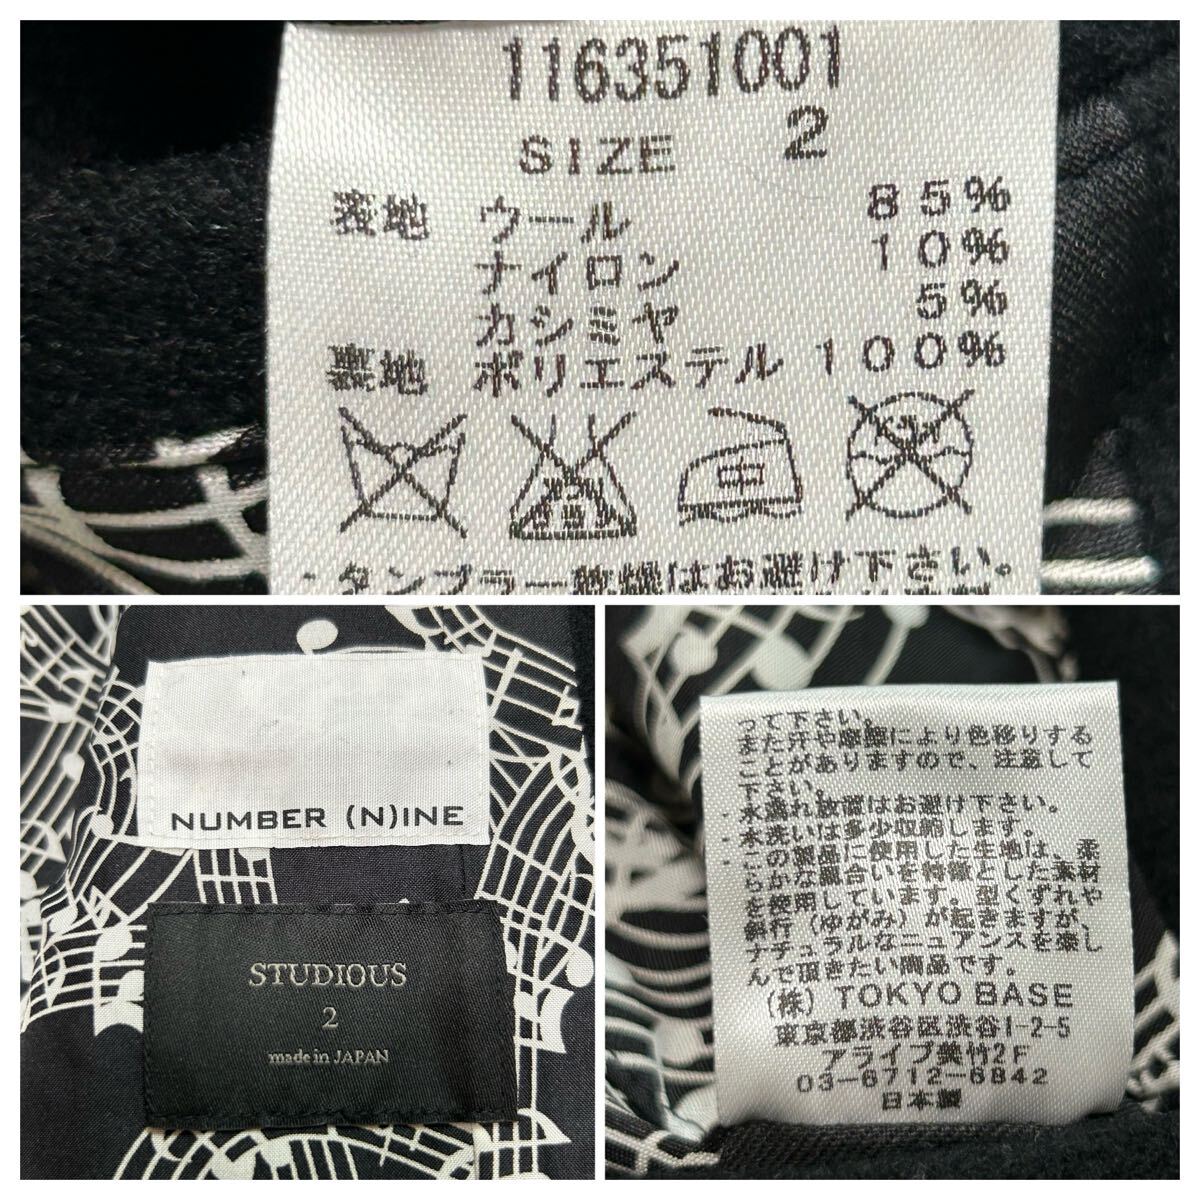 116351001
SIZE 2
表地 ウール 85%
ナイロン 10%
カシミヤ 5%
裏地 ポリエステル 100%
中
・タンブラー乾燥はお避け下さい。
NUMBER (N)INE
STUDIOUS
2
made in JAPAN
って下さい。
また汗や摩擦により色移りする
ことがありますので、注意して
下さい。
・水濡れ放置はお避け下さい。
・水洗いは多少収縮します。
・この製品に使用した生地は、柔
らかな風合いを特徴とした素材
を使用しています。型くずれや
斜行(ゆがみ)が起きますが、
ナチュラルなニュアンスを楽し
んで頂きたい商品です。
(株) TOKYO BASE
東京都渋谷区渋谷1-2-5
アライブ美竹2F
03-6712-6842
日本製